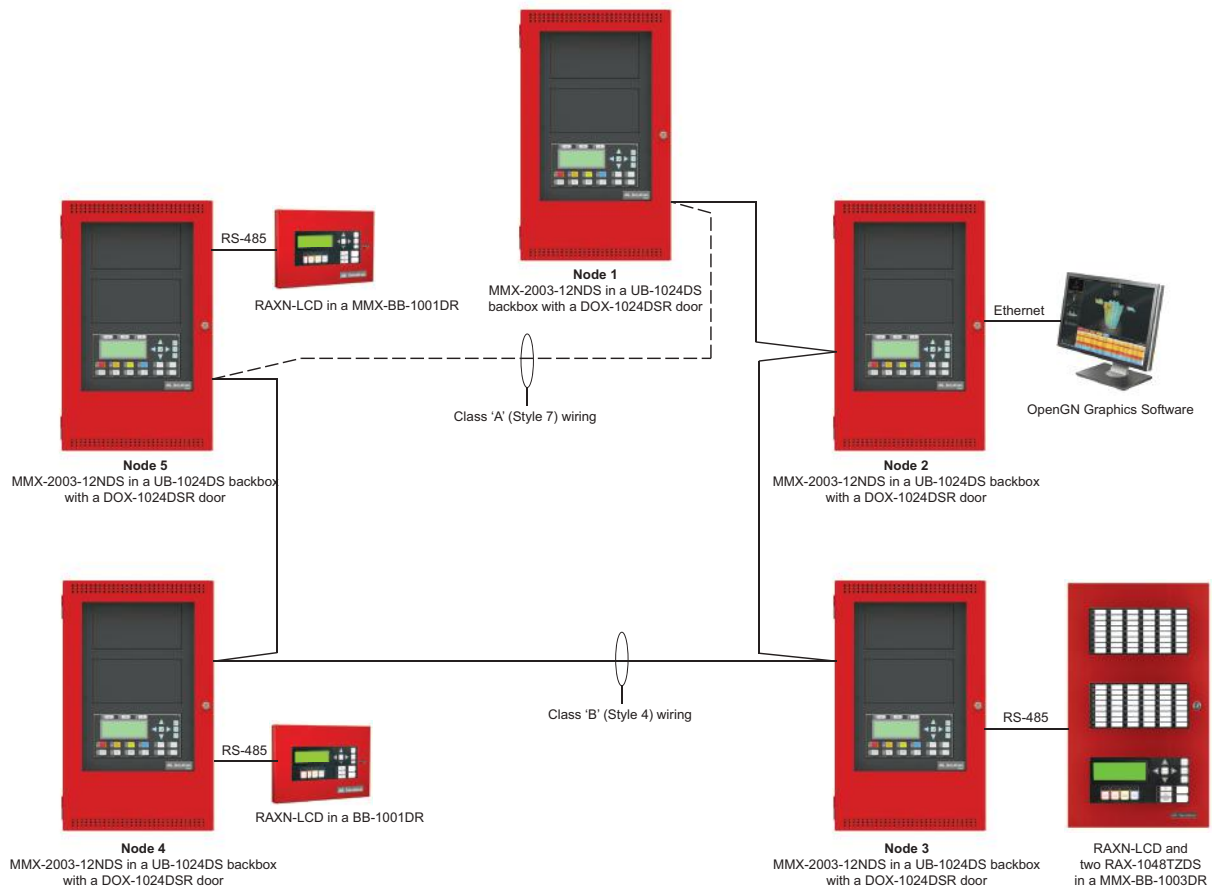 Node 1
MMX-2003-12NDS in a UB-1024DS
backbox with a DOX-1024DSR door
RS-485
RAXN-LCD in a MMX-BB-1001DR
Ethernet
OpenGN Graphics Software
Class ‘A’ (Style 7) wiring
Node 5
MMX-2003-12NDS in a UB-1024DS backbox
with a DOX-1024DSR door
Node 2
MMX-2003-12NDS in a UB-1024DS backbox
with a DOX-1024DSR door
Class ‘B’ (Style 4) wiring
RS-485
RAXN-LCD in a BB-1001DR
RS-485
Node 4
MMX-2003-12NDS in a UB-1024DS backbox
with a DOX-1024DSR door
Node 3
MMX-2003-12NDS in a UB-1024DS backbox
with a DOX-1024DSR door
RAXN-LCD and
two RAX-1048TZDS
in a MMX-BB-1003DR